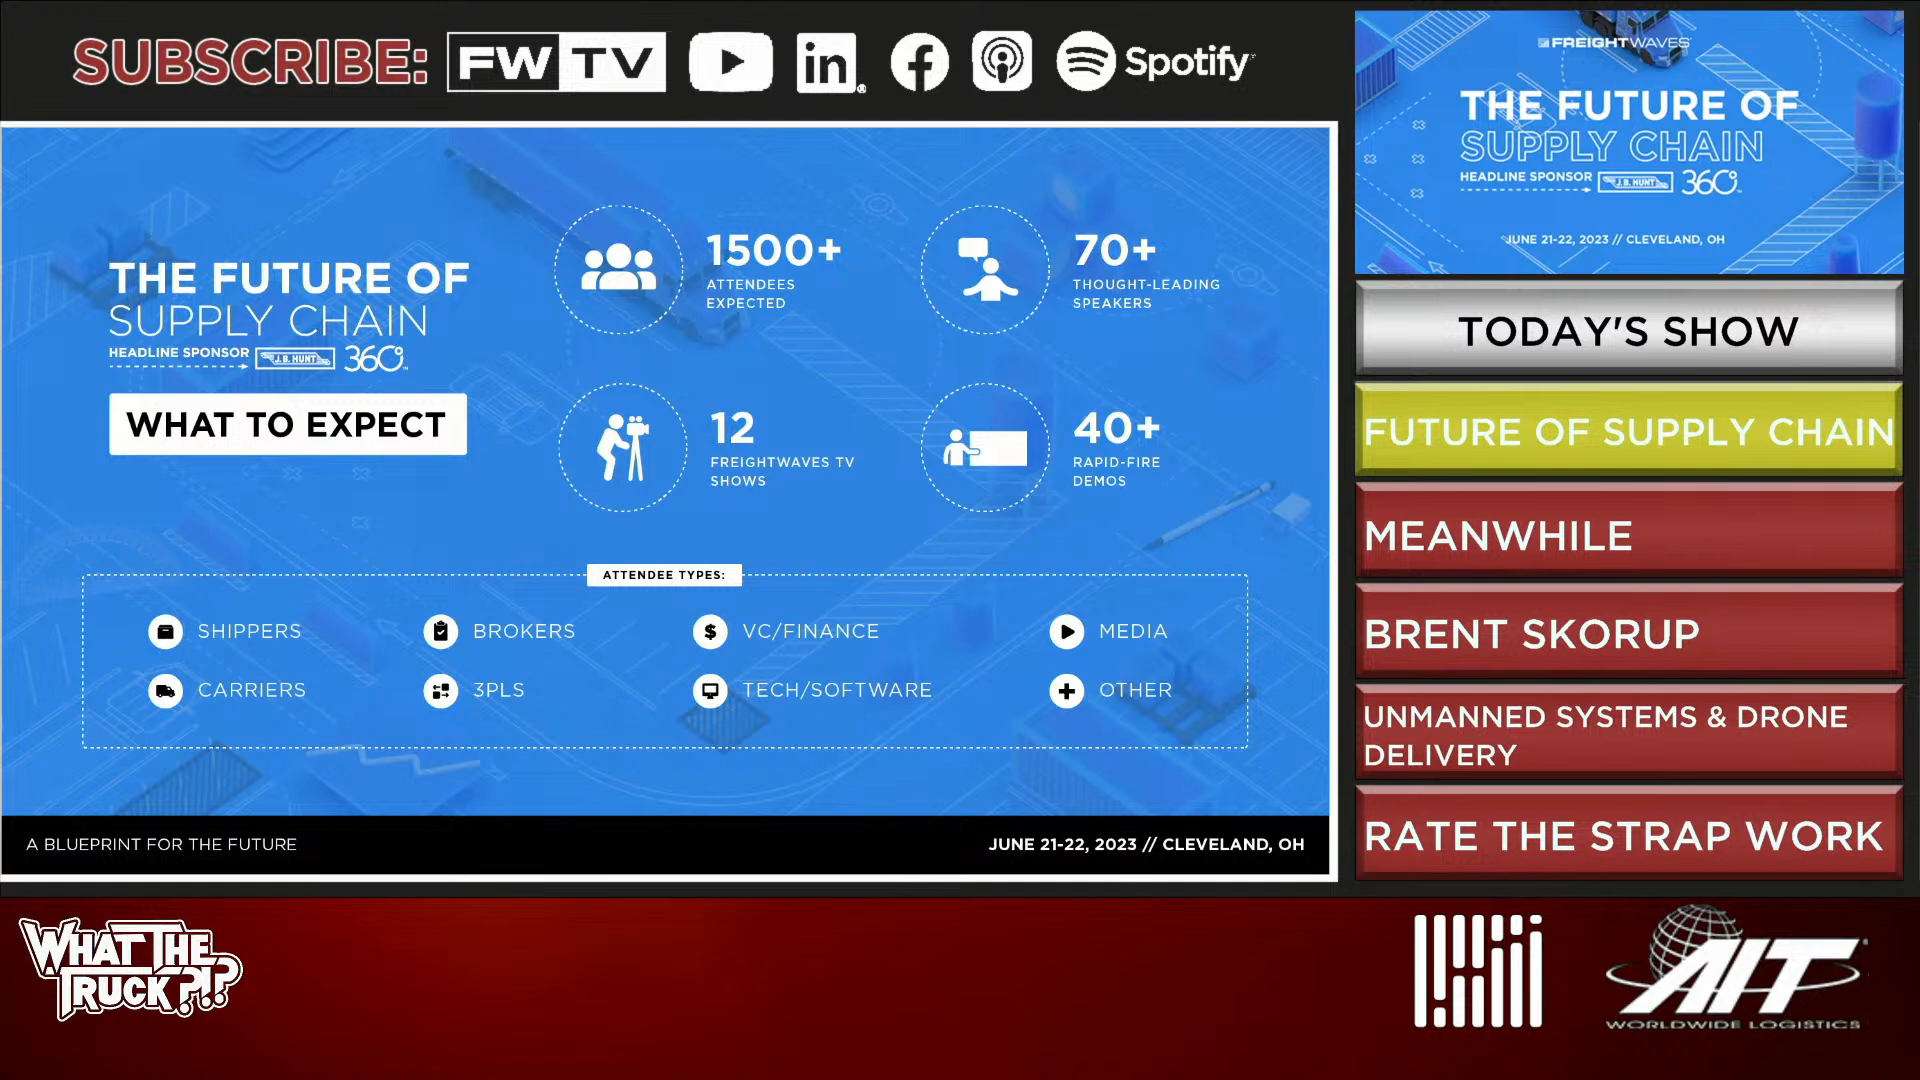 SUBSCRIBE: FW TV in Spotify
THE FUTURE OF
SUPPLY CHAIN
HEADLINE SPONSOR J.B. HUNT 360°
WHAT TO EXPECT
1500+
ATTENDEES
EXPECTED
70+
THOUGHT-LEADING
SPEAKERS
12
FREIGHTWAVES TV
SHOWS
40+
RAPID-FIRE
DEMOS
ATTENDEE TYPES:
SHIPPERS BROKERS VC/FINANCE MEDIA
CARRIERS 3PLS TECH/SOFTWARE OTHER
A BLUEPRINT FOR THE FUTURE JUNE 21-22, 2023 // CLEVELAND, OH
FREIGHTWAVES
THE FUTURE OF
SUPPLY CHAIN
HEADLINE SPONSOR J.B. HUNT 360°
JUNE 21-22, 2023 // CLEVELAND, OH
TODAY'S SHOW
FUTURE OF SUPPLY CHAIN
MEANWHILE
BRENT SKORUP
UNMANNED SYSTEMS & DRONE
DELIVERY
RATE THE STRAP WORK
WHAT THE
TRUCK?!?
AIT
WORLDWIDE LOGISTICS